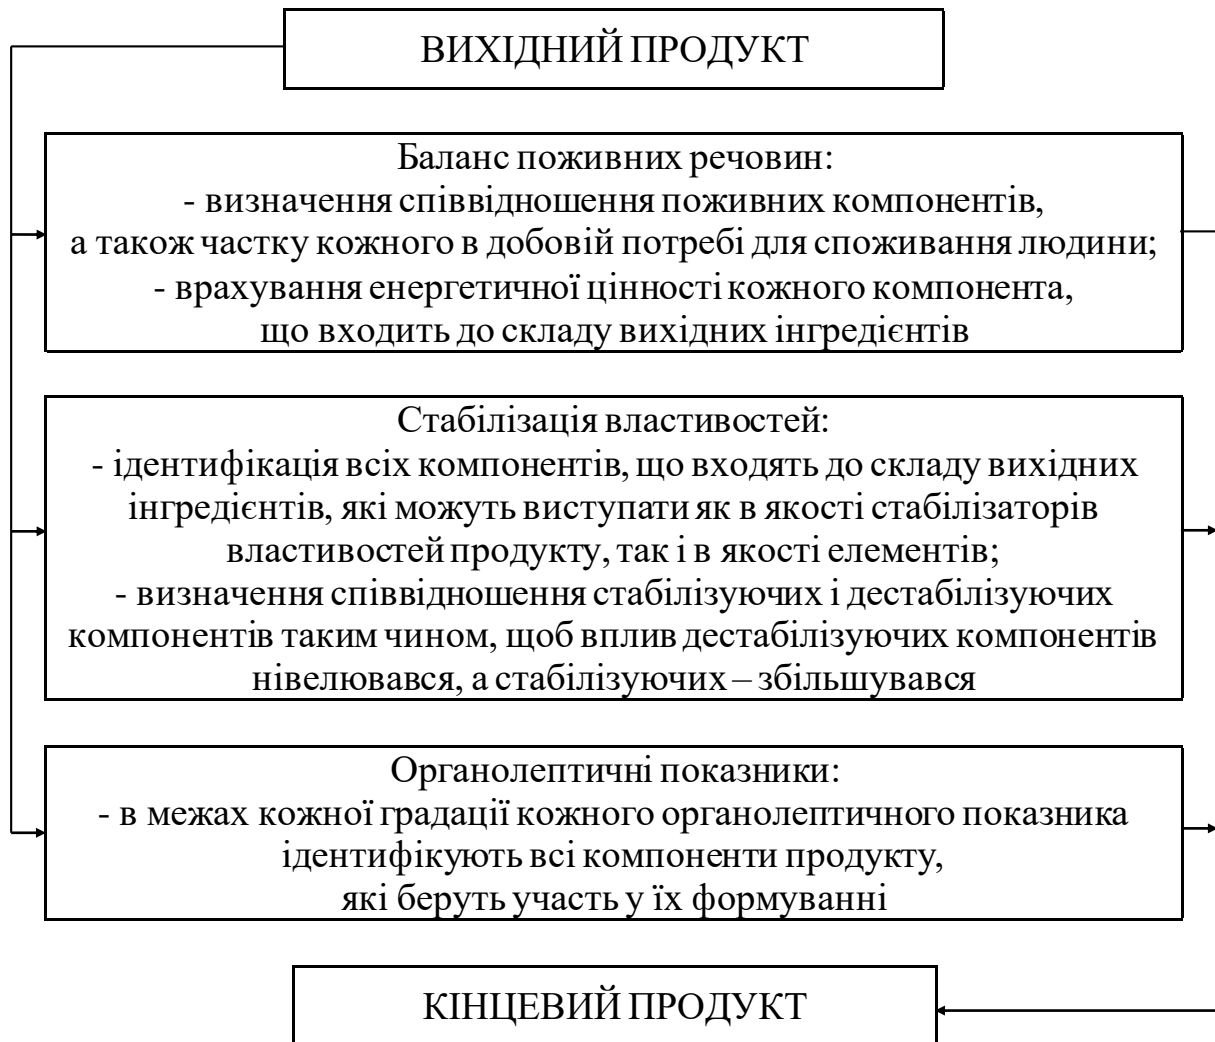 ВИХІДНИЙ ПРОДУКТ
Баланс поживних речовин:
- визначення співвідношення поживних компонентів,
а також частку кожного в добовій потребі для споживання людини;
- врахування енергетичної цінності кожного компонента,
що входить до складу вихідних інгредієнтів
Стабілізація властивостей:
- ідентифікація всіх компонентів, що входять до складу вихідних
інгредієнтів, які можуть виступати як в якості стабілізаторів
властивостей продукту, так і в якості елементів;
- визначення співвідношення стабілізуючих і дестабілізуючих
компонентів таким чином, щоб вплив дестабілізуючих компонентів
нівелювався, а стабілізуючих – збільшувався
Органолептичні показники:
- в межах кожної градації кожного органолептичного показника
ідентифікують всі компоненти продукту,
які беруть участь у їх формуванні
КІНЦЕВИЙ ПРОДУКТ